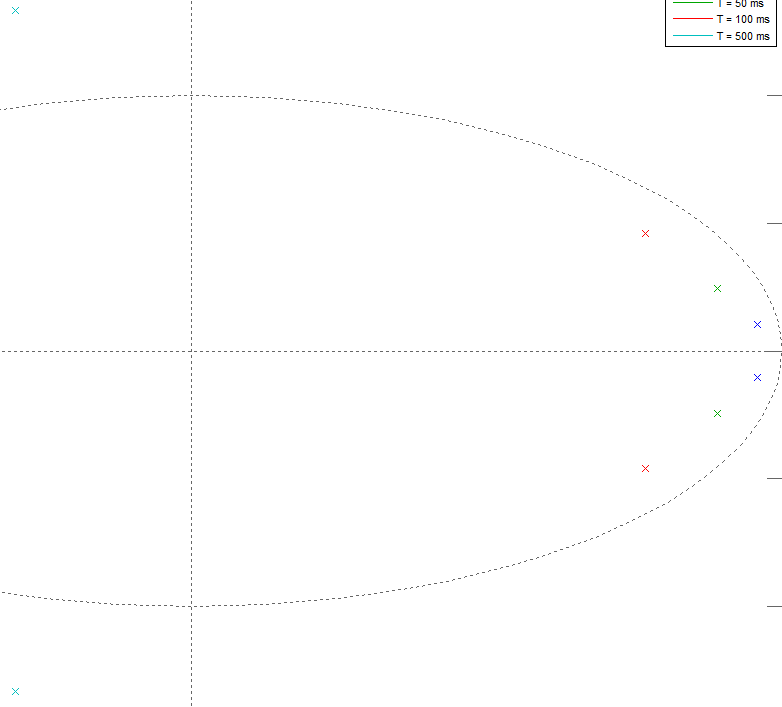 T = 50 ms
T = 100 ms
T = 500 ms